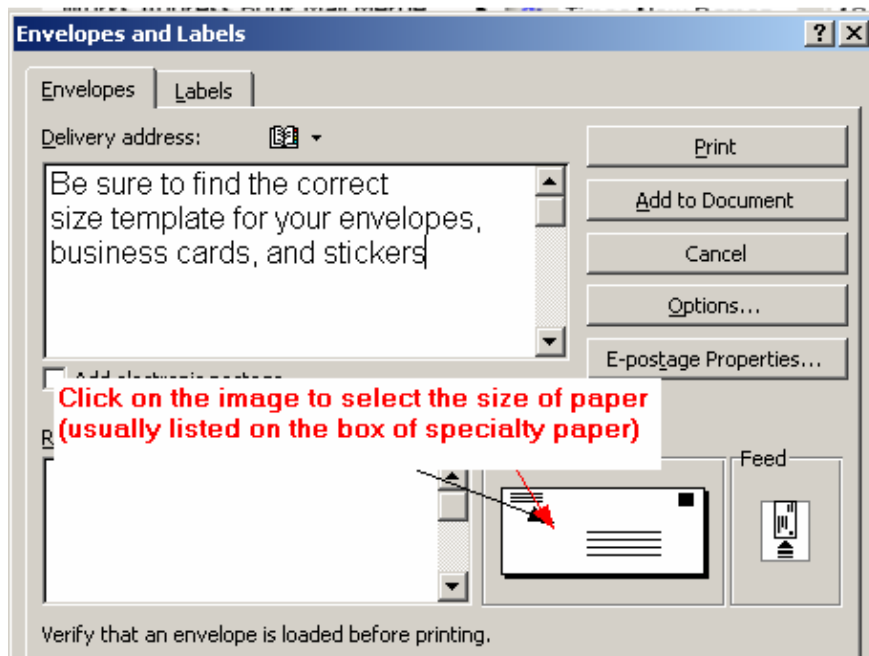 Envelopes and Labels
Envelopes Labels
Delivery address:
Be sure to find the correct
size template for your envelopes,
business cards, and stickers
Print
Add to Document
Cancel
Options...
E-postage Properties...
Click on the image to select the size of paper
(usually listed on the box of specialty paper)
Feed
Verify that an envelope is loaded before printing.